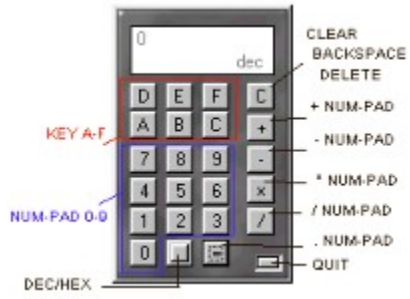 0
dec
CLEAR
BACKSPACE
DELETE
D E F C
+ NUM-PAD
KEY A-F
A B C +
- NUM-PAD
7 8 9 -
* NUM-PAD
4 5 6 ×
NUM-PAD 0-9
/ NUM-PAD
1 2 3 /
. NUM-PAD
0
QUIT
DEC/HEX